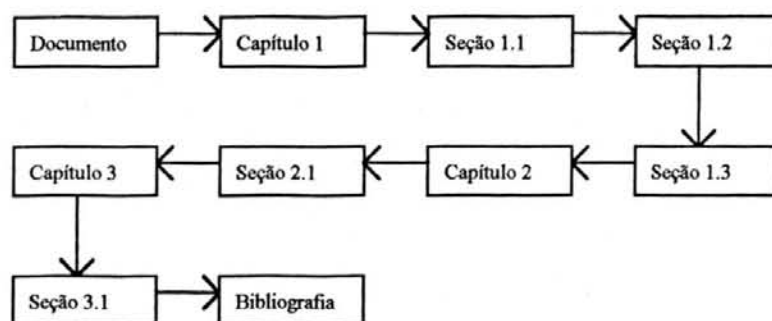 Documento
Capítulo 1
Seção 1.1
Seção 1.2
Capítulo 3
Seção 2.1
Capítulo 2
Seção 1.3
Seção 3.1
Bibliografia